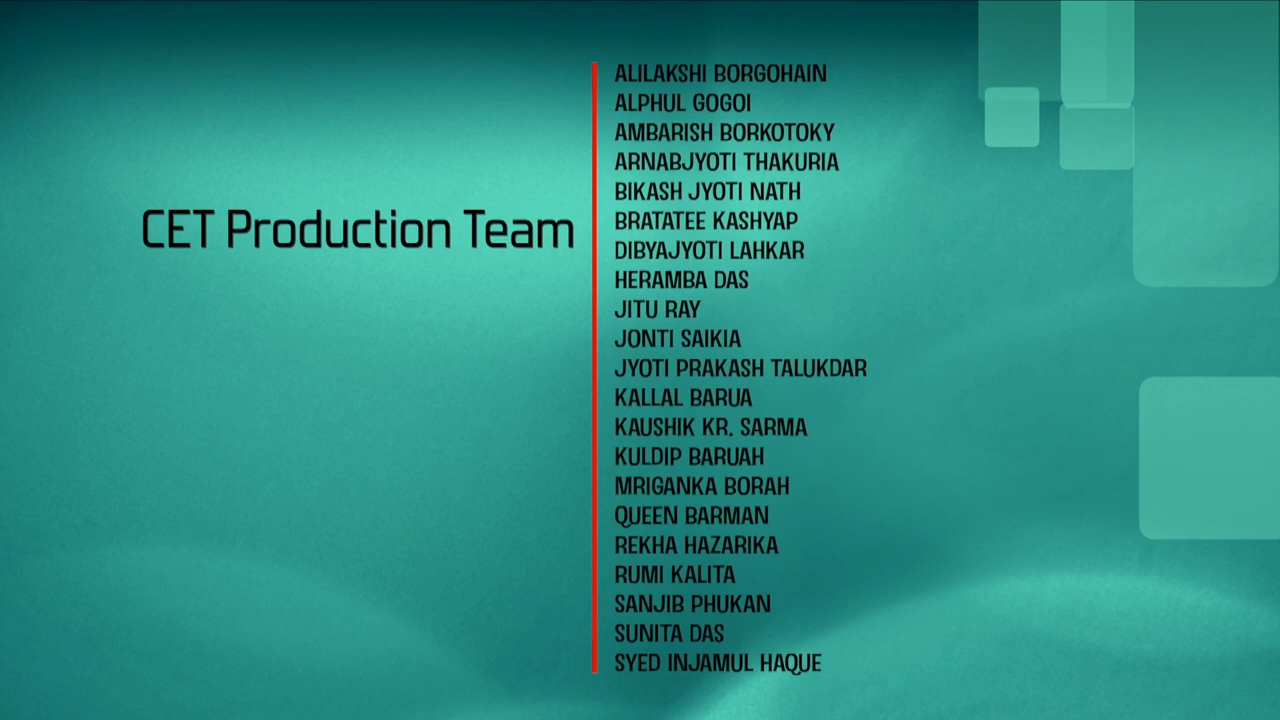 CET Production Team
ALILAKSHI BORGOHAIN
ALPHUL GOGOI
AMBARISH BORKOTOKY
ARNABJYOTI THAKURIA
BIKASH JYOTI NATH
BRATATEE KASHYAP
DIBYAJYOTI LAHKAR
HERAMBA DAS
JITU RAY
JONTI SAIKIA
JYOTI PRAKASH TALUKDAR
KALLAL BARUA
KAUSHIK KR. SARMA
KULDIP BARUAH
MRIGANKA BORAH
QUEEN BARMAN
REKHA HAZARIKA
RUMI KALITA
SANJIB PHUKAN
SUNITA DAS
SYED INJAMUL HAQUE